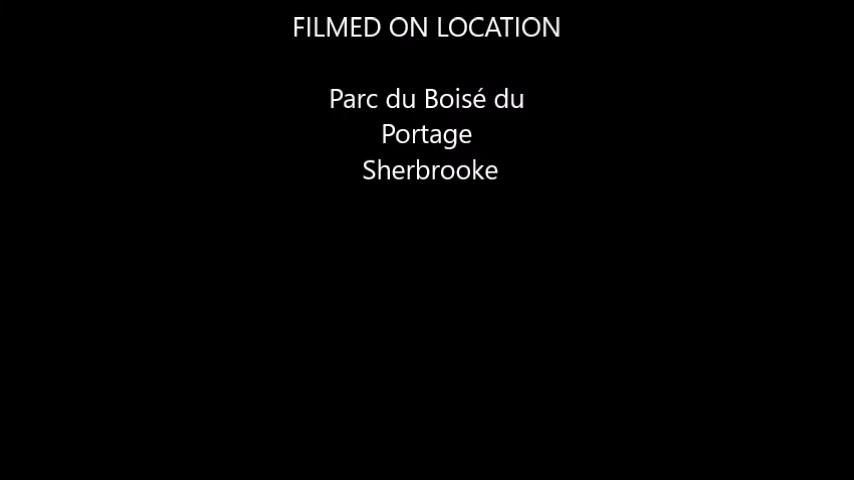 FILMED ON LOCATION
Parc du Boisé du
Portage
Sherbrooke